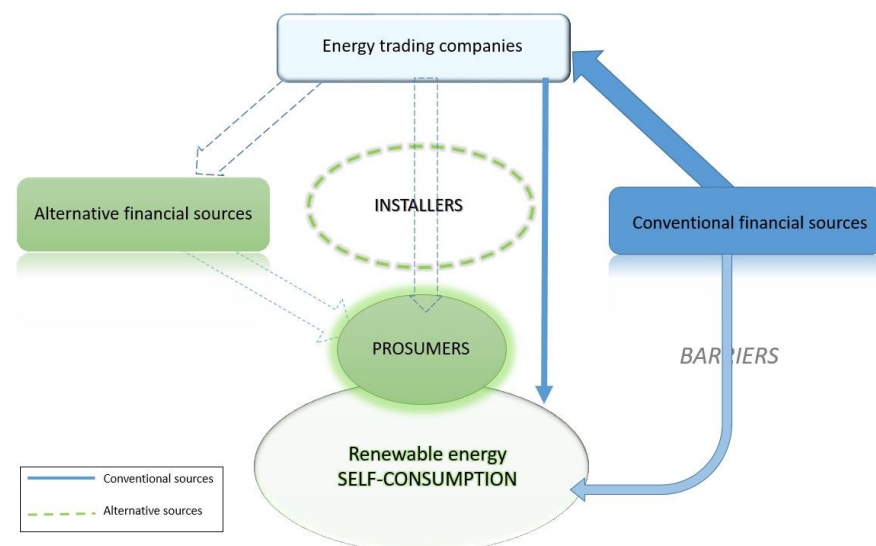 Energy trading companies
INSTALLERS
Alternative financial sources
Conventional financial sources
PROSUMERS
BARRIERS
Renewable energy
SELF-CONSUMPTION
Conventional sources
Alternative sources